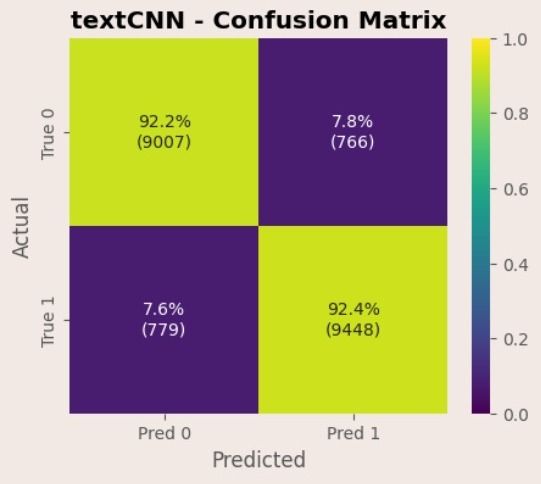 textCNN - Confusion Matrix
1.0
0.8
0.6
0.4
0.2
0.0
Actual
True 0
True 1
92.2%
(9007)
7.8%
(766)
7.6%
(779)
92.4%
(9448)
Pred 0
Pred 1
Predicted